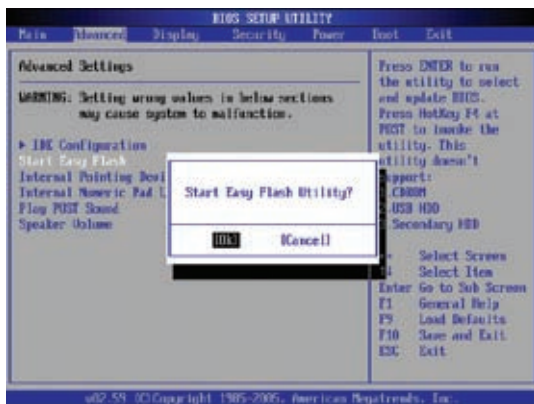 BIOS SETUP UTILITY
Main Advanced Display Security Power Boot Exit
Advanced Settings
WARNING: Setting wrong values in below sections
may cause system to malfunction.
▶ IDE Configuration
Start Easy Flash
Internal Pointing Devi
Internal Numeric Pad L
Play POST Sound
Speaker Volume
Start Easy Flash Utility?
[Ok] [Cancel]
Press ENTER to run
the utility to select
and update BIOS.
Press HotKey F4 at
POST to invoke the
utility. This
utility doesn't
support:
CDROM
-USB HDD
Secondary HDD
Select Screen
Select Item
Enter Go to Sub Screen
F1 General Help
F9 Load Defaults
F10 Save and Exit
ESC Exit
v02.59 (C)Copyright 1985-2005, American Megatrends, Inc.